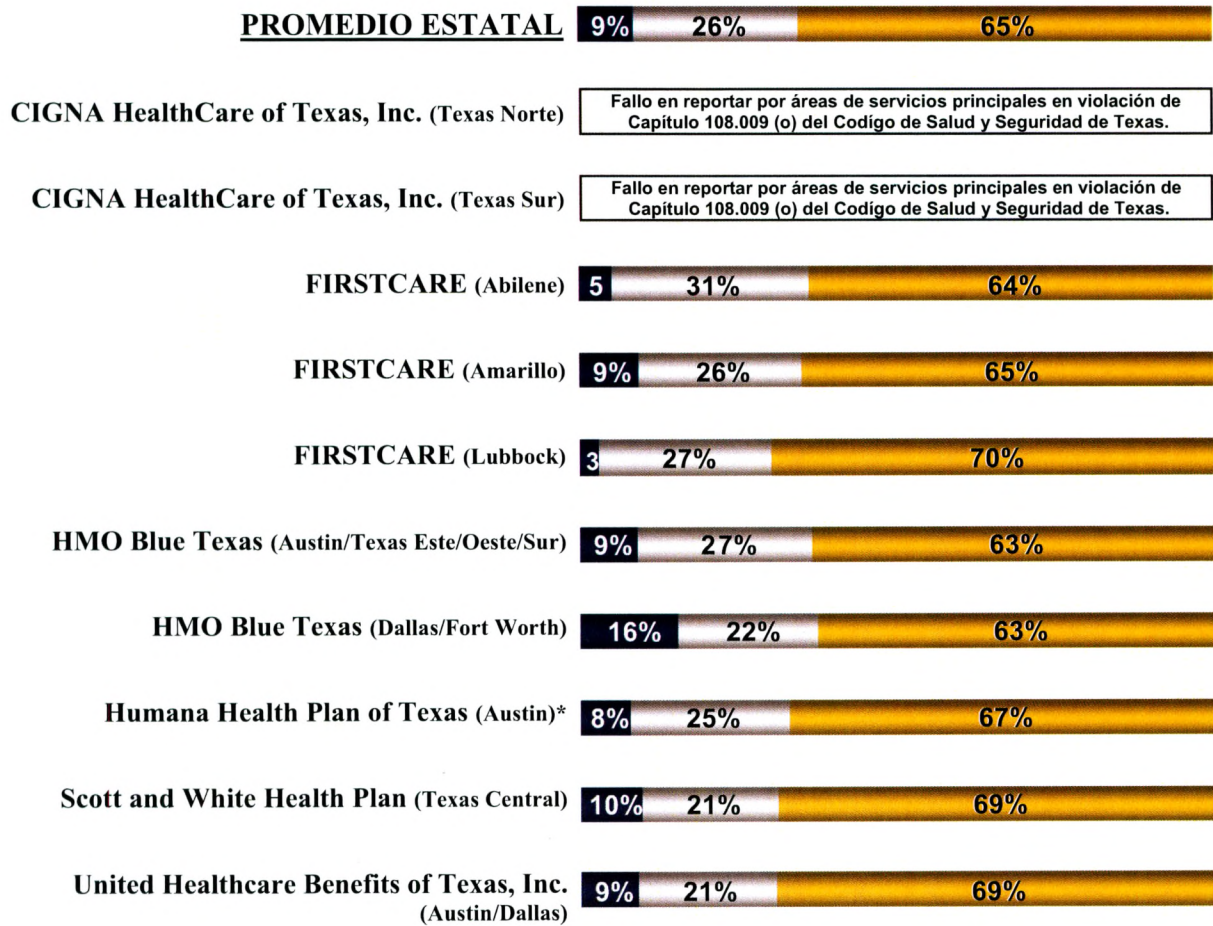 PROMEDIO ESTATAL 9% 26% 65%
CIGNA HealthCare of Texas, Inc. (Texas Norte)
Fallo en reportar por áreas de servicios principales en violación de
Capítulo 108.009 (o) del Codígo de Salud y Seguridad de Texas.
CIGNA HealthCare of Texas, Inc. (Texas Sur)
Fallo en reportar por áreas de servicios principales en violación de
Capítulo 108.009 (o) del Codígo de Salud y Seguridad de Texas.
FIRSTCARE (Abilene) 5 31% 64%
FIRSTCARE (Amarillo) 9% 26% 65%
FIRSTCARE (Lubbock) 3 27% 70%
HMO Blue Texas (Austin/Texas Este/Oeste/Sur) 9% 27% 63%
HMO Blue Texas (Dallas/Fort Worth) 16% 22% 63%
Humana Health Plan of Texas (Austin)* 8% 25% 67%
Scott and White Health Plan (Texas Central) 10% 21% 69%
United Healthcare Benefits of Texas, Inc. 9% 21% 69%
(Austin/Dallas)